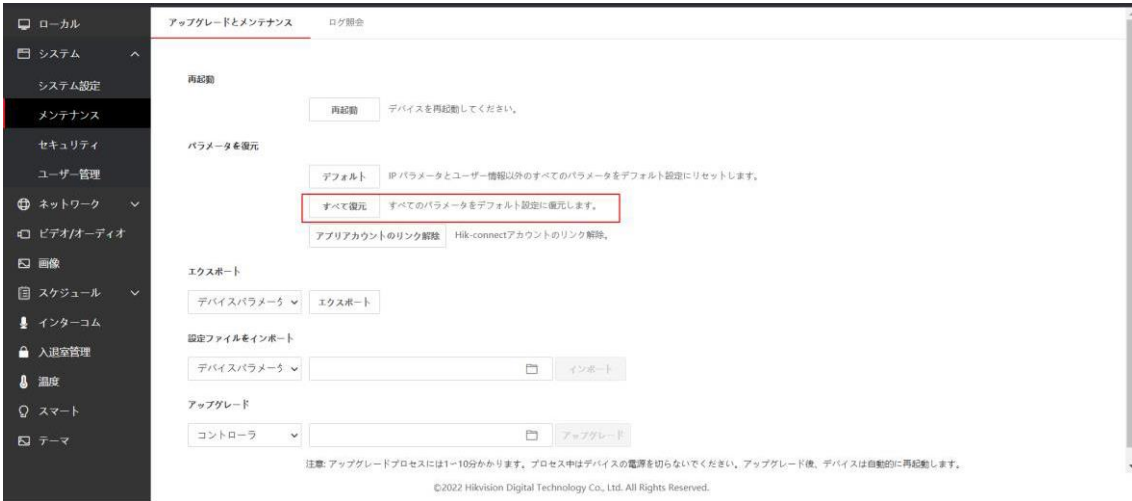 ローカル
システム
システム設定
メンテナンス
セキュリティ
ユーザー管理
ネットワーク
ビデオ/オーディオ
画像
スケジュール
インターコム
入退室管理
温度
スマート
テーマ
アップグレードとメンテナンス ログ照会
再起動
再起動 デバイスを再起動してください。
パラメータを復元
デフォルト IP パラメータとユーザー情報以外のすべてのパラメータをデフォルト設定にリセットします。
すべて復元 すべてのパラメータをデフォルト設定に復元します。
アプリアカウントのリンク解除 Hik-connectアカウントのリンク解除。
エクスポート
デバイスパラメータ エクスポート
設定ファイルをインポート
デバイスパラメータ インポート
アップグレード
コントローラ アップグレード
注意: アップグレードプロセスには1～10分かかります。プロセス中はデバイスの電源を切らないでください。アップグレード後、デバイスは自動的に再起動します。
©2022 Hikvision Digital Technology Co., Ltd. All Rights Reserved.